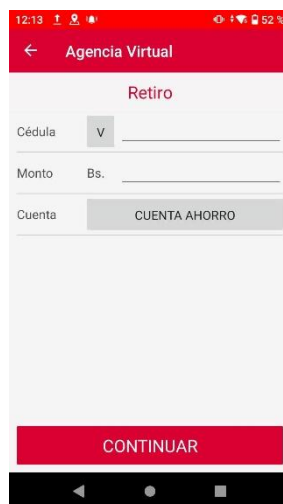 12:13 52 %
Agencia Virtual
Retiro
Cédula V
Monto Bs.
Cuenta CUENTA AHORRO
CONTINUAR